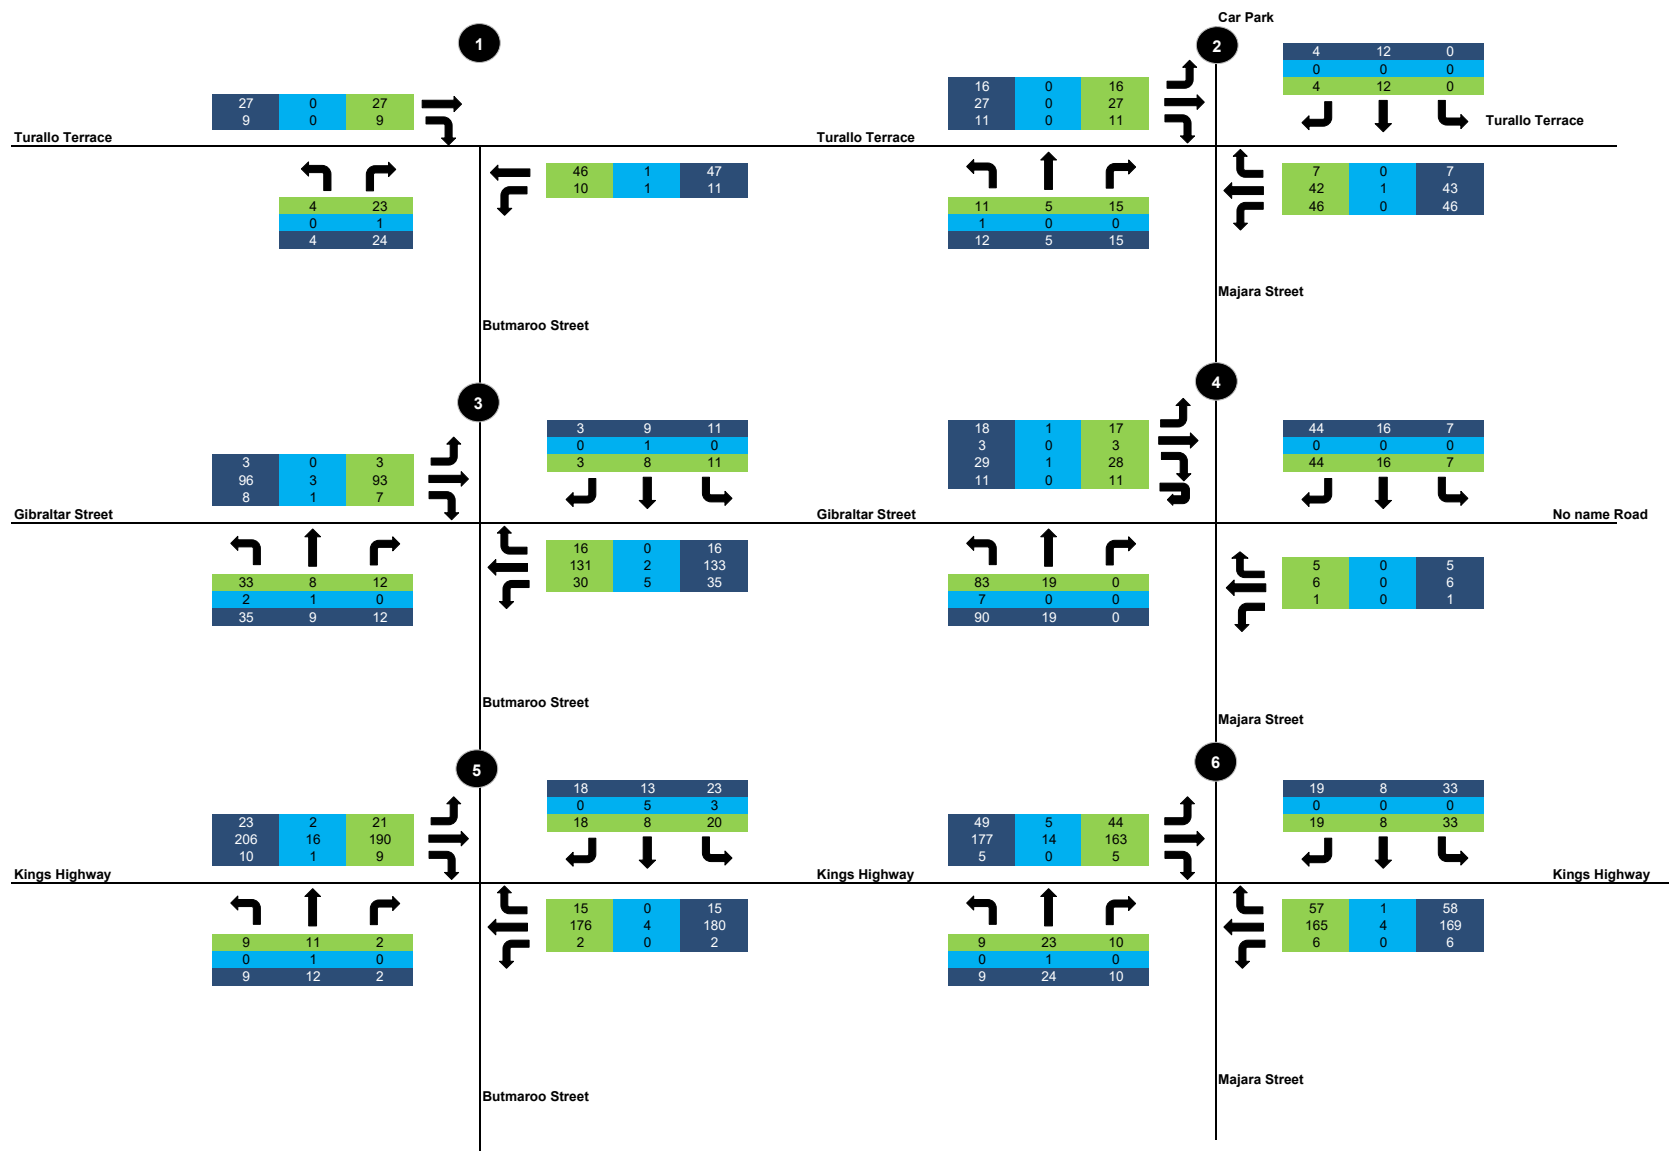 Car Park
1
2
4 12 0
0 0 0
4 12 0
27 0 27
9 0 9
16 0 16
27 0 27
11 0 11
Turallo Terrace
Turallo Terrace
Turallo Terrace
46 1 47
10 1 11
7 0 7
42 1 43
46 0 46
4 23
0 1
4 24
11 5 15
1 0 0
12 5 15
Majara Street
Butmaroo Street
3
4
3 9 11
0 1 0
3 8 11
18 1 17
3 0 3
29 1 28
11 0 11
44 16 7
0 0 0
44 16 7
3 0 3
96 3 93
8 1 7
Gibraltar Street
Gibraltar Street
No name Road
16 0 16
131 2 133
30 5 35
5 0 5
6 0 6
1 0 1
33 8 12
2 1 0
35 9 12
83 19 0
7 0 0
90 19 0
Butmaroo Street
Majara Street
5
6
18 13 23
0 5 3
18 8 20
19 8 33
0 0 0
19 8 33
23 2 21
206 16 190
10 1 9
49 5 44
177 14 163
5 0 5
Kings Highway
Kings Highway
Kings Highway
15 0 15
176 4 180
2 0 2
57 1 58
165 4 169
6 0 6
9 11 2
0 1 0
9 12 2
9 23 10
0 1 0
9 24 10
Majara Street
Butmaroo Street